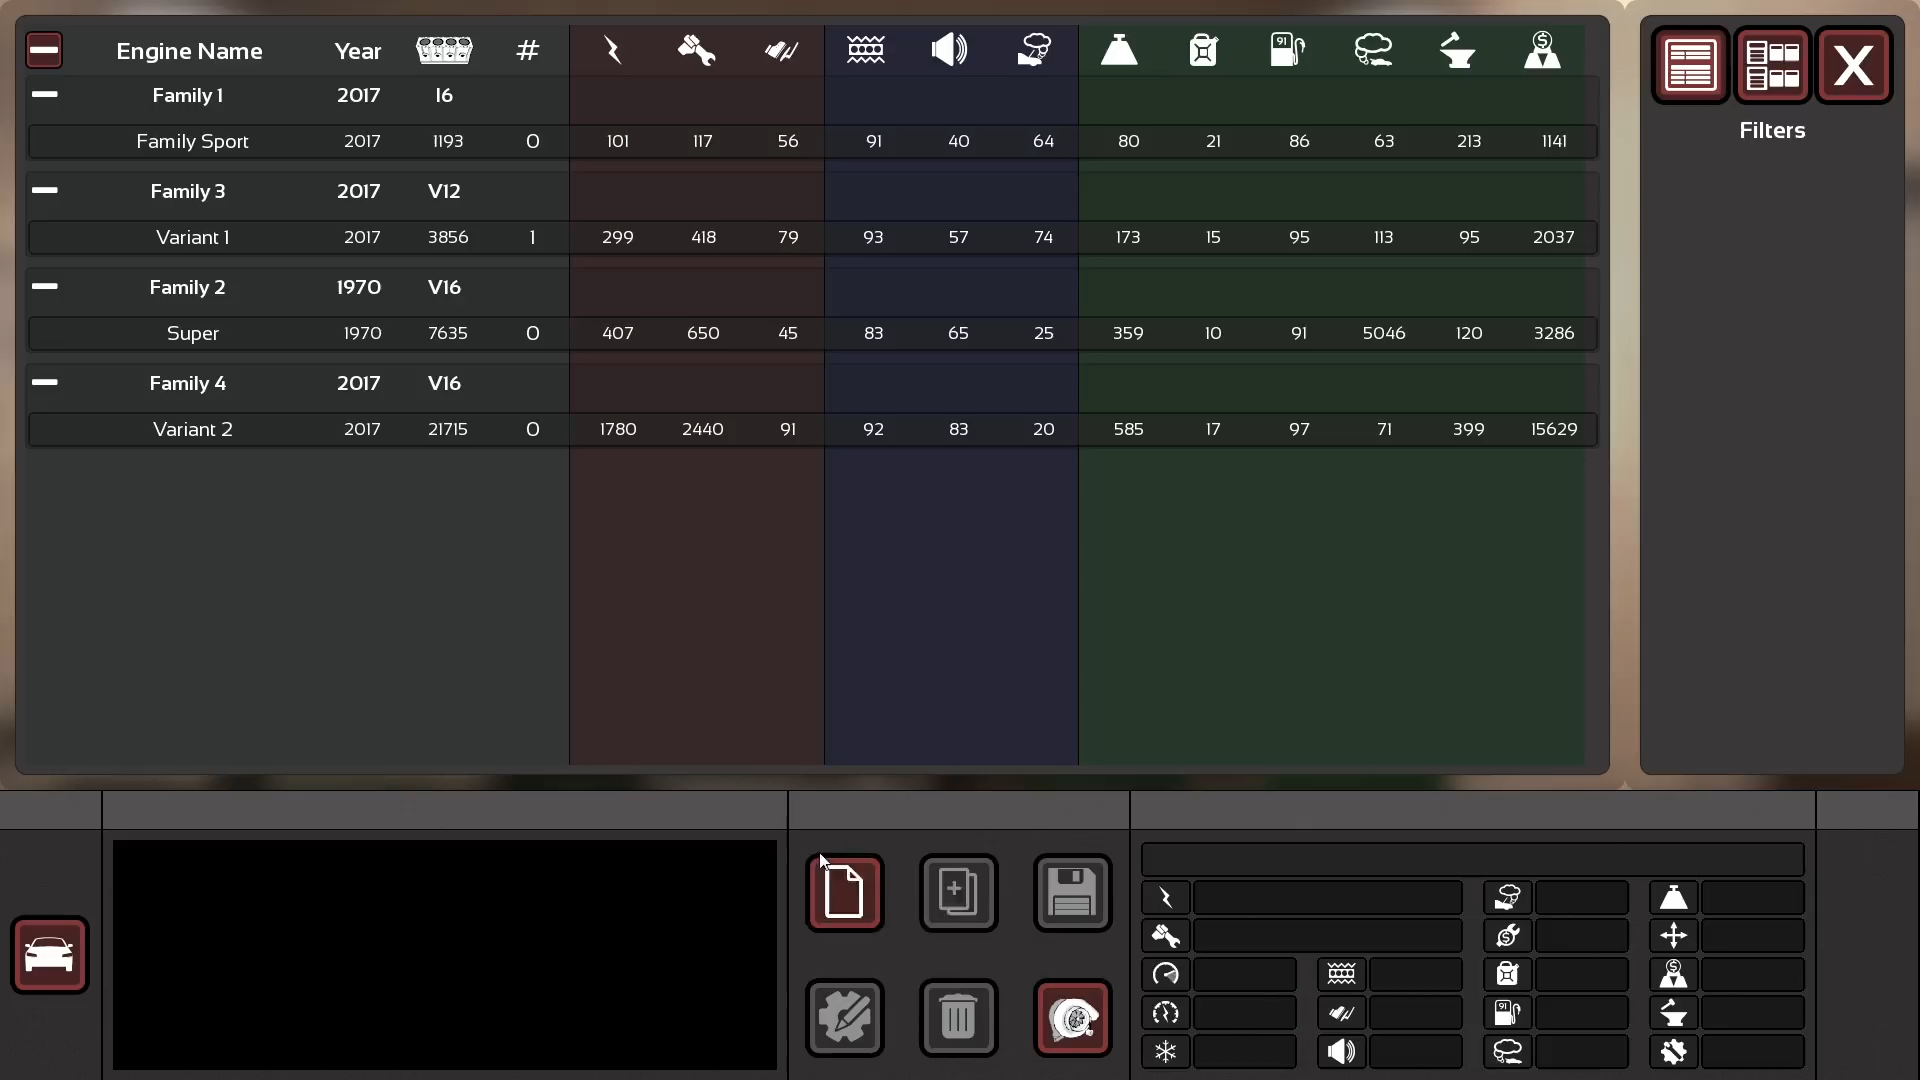 Engine Name Year #
Family 1 2017 I6
Family Sport 2017 1193 0 101 117 56 91 40 64 80 21 86 63 213 1141
Family 3 2017 V12
Variant 1 2017 3856 1 299 418 79 93 57 74 173 15 95 113 95 2037
Family 2 1970 V16
Super 1970 7635 0 407 650 45 83 65 25 359 10 91 5046 120 3286
Family 4 2017 V16
Variant 2 2017 21715 0 1780 2440 91 92 83 20 585 17 97 71 399 15629
X
Filters
91
91